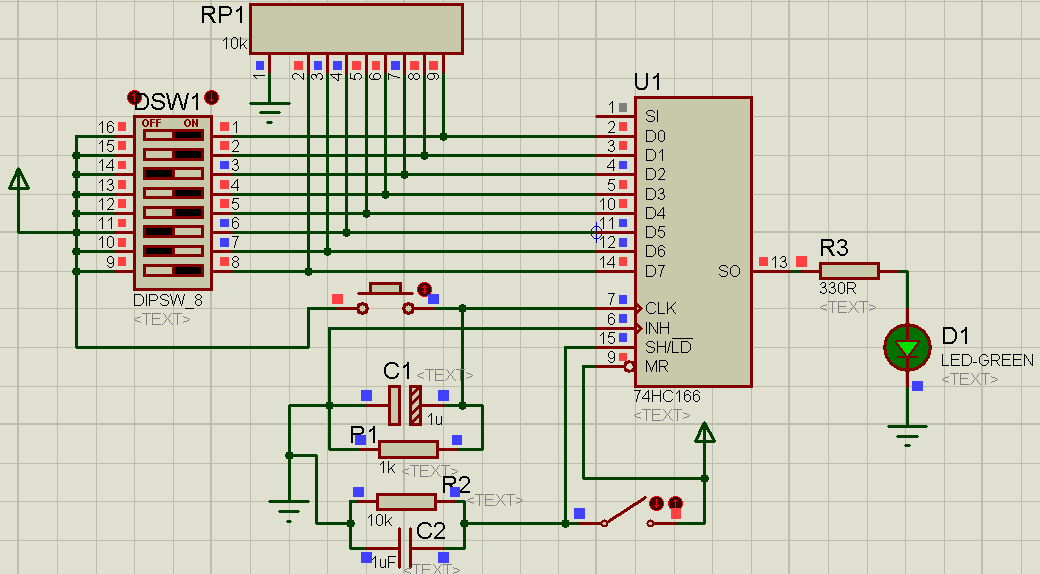 RP1
10k
1 2 3 4 5 6 7 8 9
DSW1
OFF ON
16 1
15 2
14 3
13 4
12 5
11 6
10 7
9 8
DIPSW_8
<TEXT>
U1
1 SI
2 D0
3 D1
4 D2
5 D3
10 D4
11 D5
12 D6
14 D7
SO 13
7 CLK
6 INH
15 SH/LD
9 MR
74HC166
<TEXT>
R3
330R
<TEXT>
D1
LED-GREEN
<TEXT>
C1
<TEXT>
1u
R1
1k
<TEXT>
R2
<TEXT>
10k
C2
1uF
<TEXT>